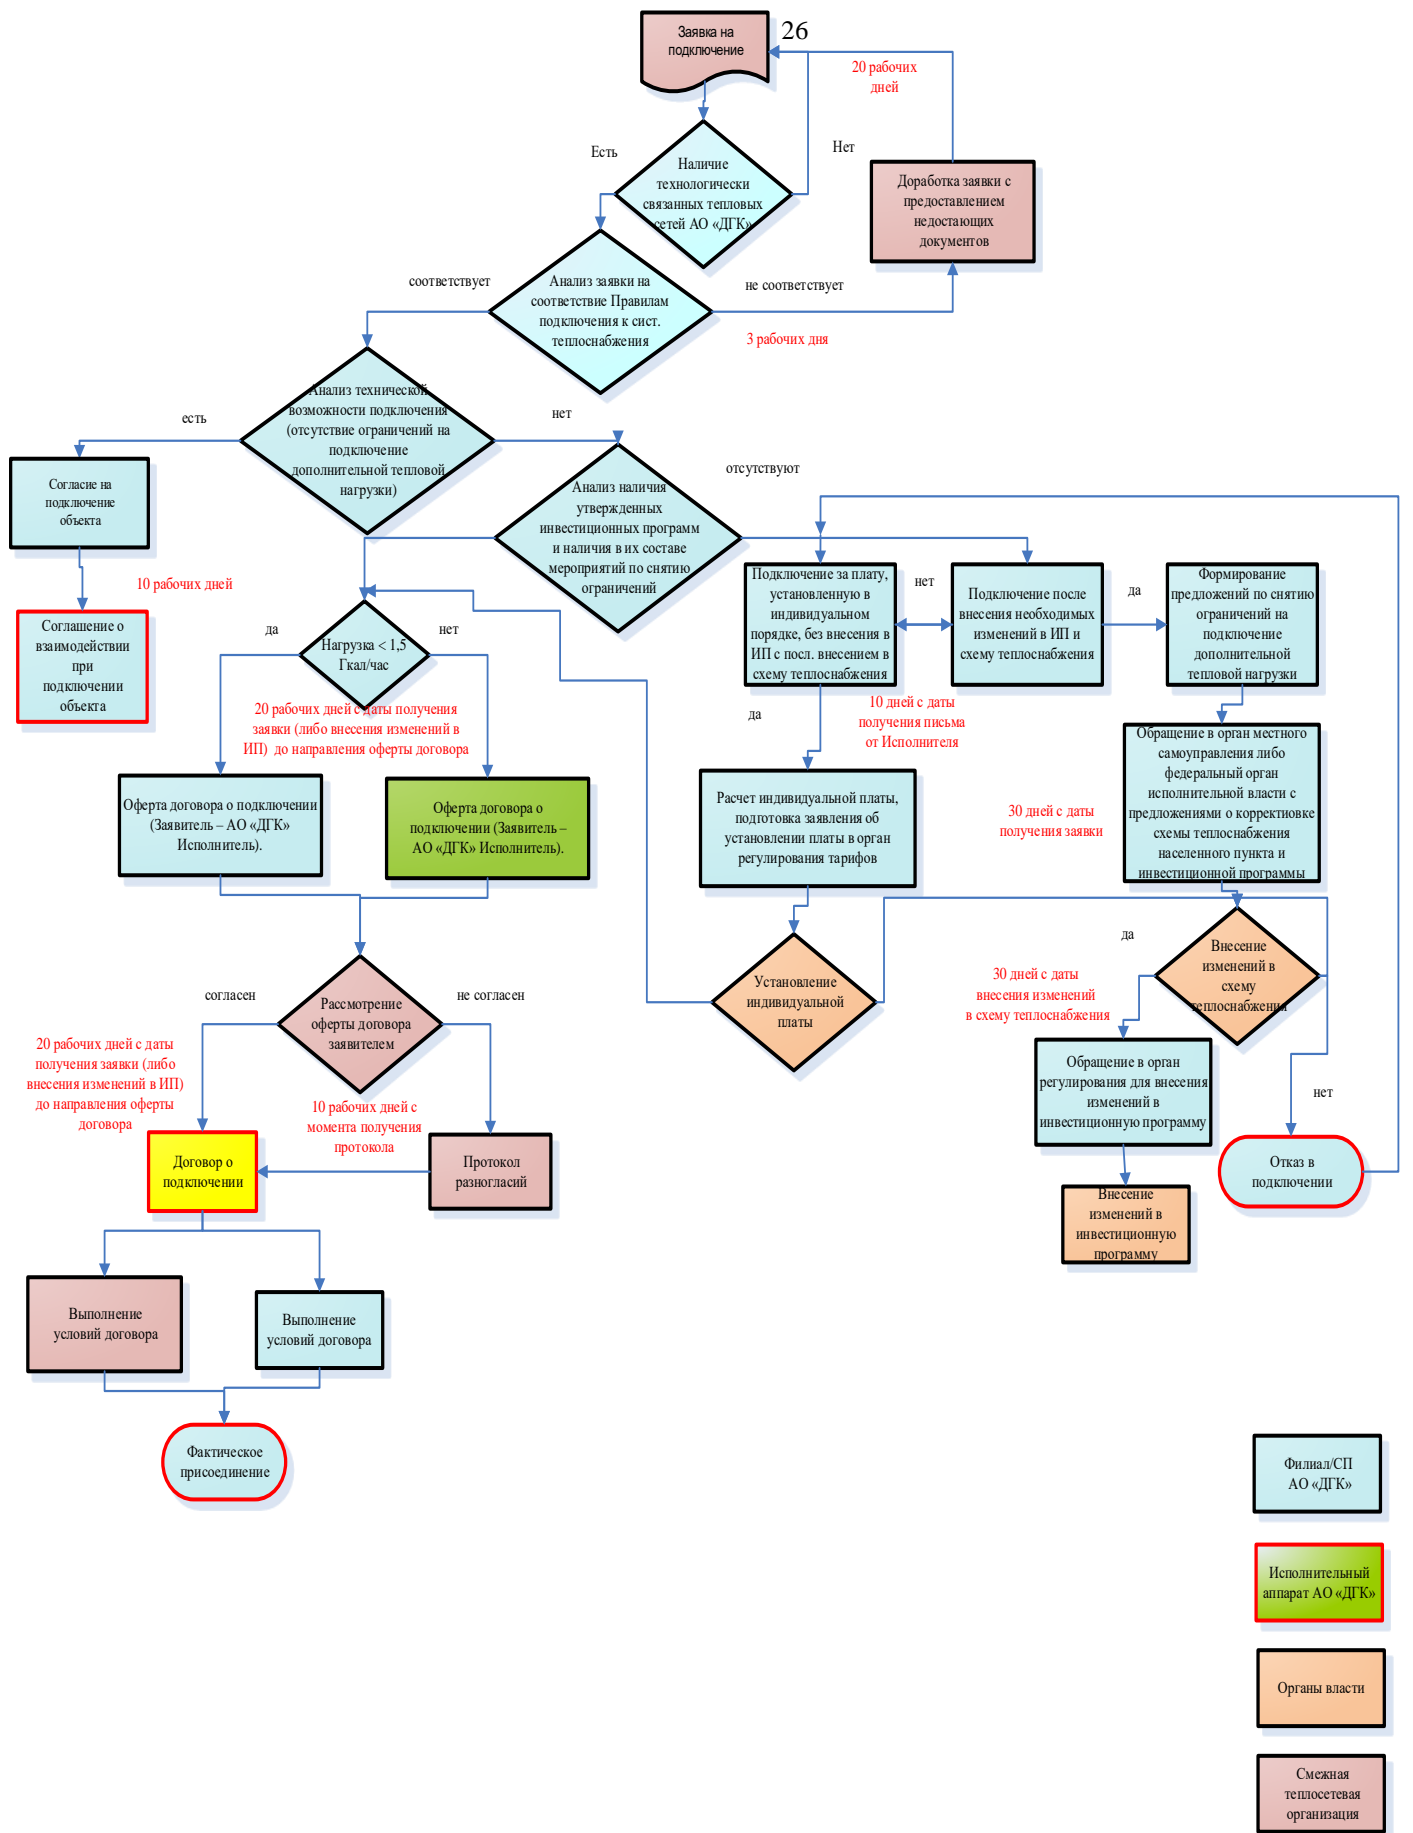 Заявка на
подключение
26
20 рабочих
дней
Есть
Нет
Наличие
технологически
связанных тепловых
сетей АО «ДГК»
Доработка заявки с
предоставлением
недостающих
документов
соответствует
не соответствует
Анализ заявки на
соответствие Правилам
подключения к сист.
теплоснабжения
3 рабочих дня
есть
нет
Анализ технической
возможности подключения
(отсутствие ограничений на
подключение
дополнительной тепловой
нагрузки)
отсутствуют
Согласие на
подключение
объекта
Анализ наличия
утвержденных
инвестиционных программ
и наличия в их составе
мероприятий по снятию
ограничений
10 рабочих дней
Соглашение о
взаимодействии
при
подключении
объекта
да
нет
Нагрузка < 1,5
Гкал/час
Подключение за плату,
установленную в
индивидуальном
порядке, без внесения в
ИП с посл. внесением в
схему теплоснабжения
нет
Подключение после
внесения необходимых
изменений в ИП и
схему теплоснабжения
да
Формирование
предложений по снятию
ограничений на
подключение
дополнительной
тепловой нагрузки
20 рабочих дней с даты получения
заявки (либо внесения изменений в
ИП) до направления оферты договора
да
10 дней с даты
получения письма
от Исполнителя
Оферта договора о подключении
(Заявитель – АО «ДГК»
Исполнитель).
Оферта договора о
подключении (Заявитель –
АО «ДГК» Исполнитель).
Расчет индивидуальной платы,
подготовка заявления об
установлении платы в орган
регулирования тарифов
30 дней с даты
получения заявки
Обращение в орган местного
самоуправления либо
федеральный орган
исполнительной власти с
предложениями о корректиовке
схемы теплоснабжения
населенного пункта и
инвестиционной программы
согласен
не согласен
Рассмотрение
оферты договора
заявителем
Установление
индивидуальной
платы
да
Внесение
изменений в
схему
теплоснабжения
30 дней с даты
внесения изменений
в схему теплоснабжения
20 рабочих дней с даты
получения заявки (либо
внесения изменений в ИП)
до направления оферты
договора
10 рабочих дней с
момента получения
протокола
Обращение в орган
регулирования для внесения
изменений в
инвестиционную программу
нет
Договор о
подключении
Протокол
разногласий
Отказ в
подключении
Внесение
изменений в
инвестиционную
программу
Выполнение
условий договора
Выполнение
условий договора
Фактическое
присоединение
Филиал/СП
АО «ДГК»
Исполнительный
аппарат АО «ДГК»
Органы власти
Смежная
теплосетевая
организация